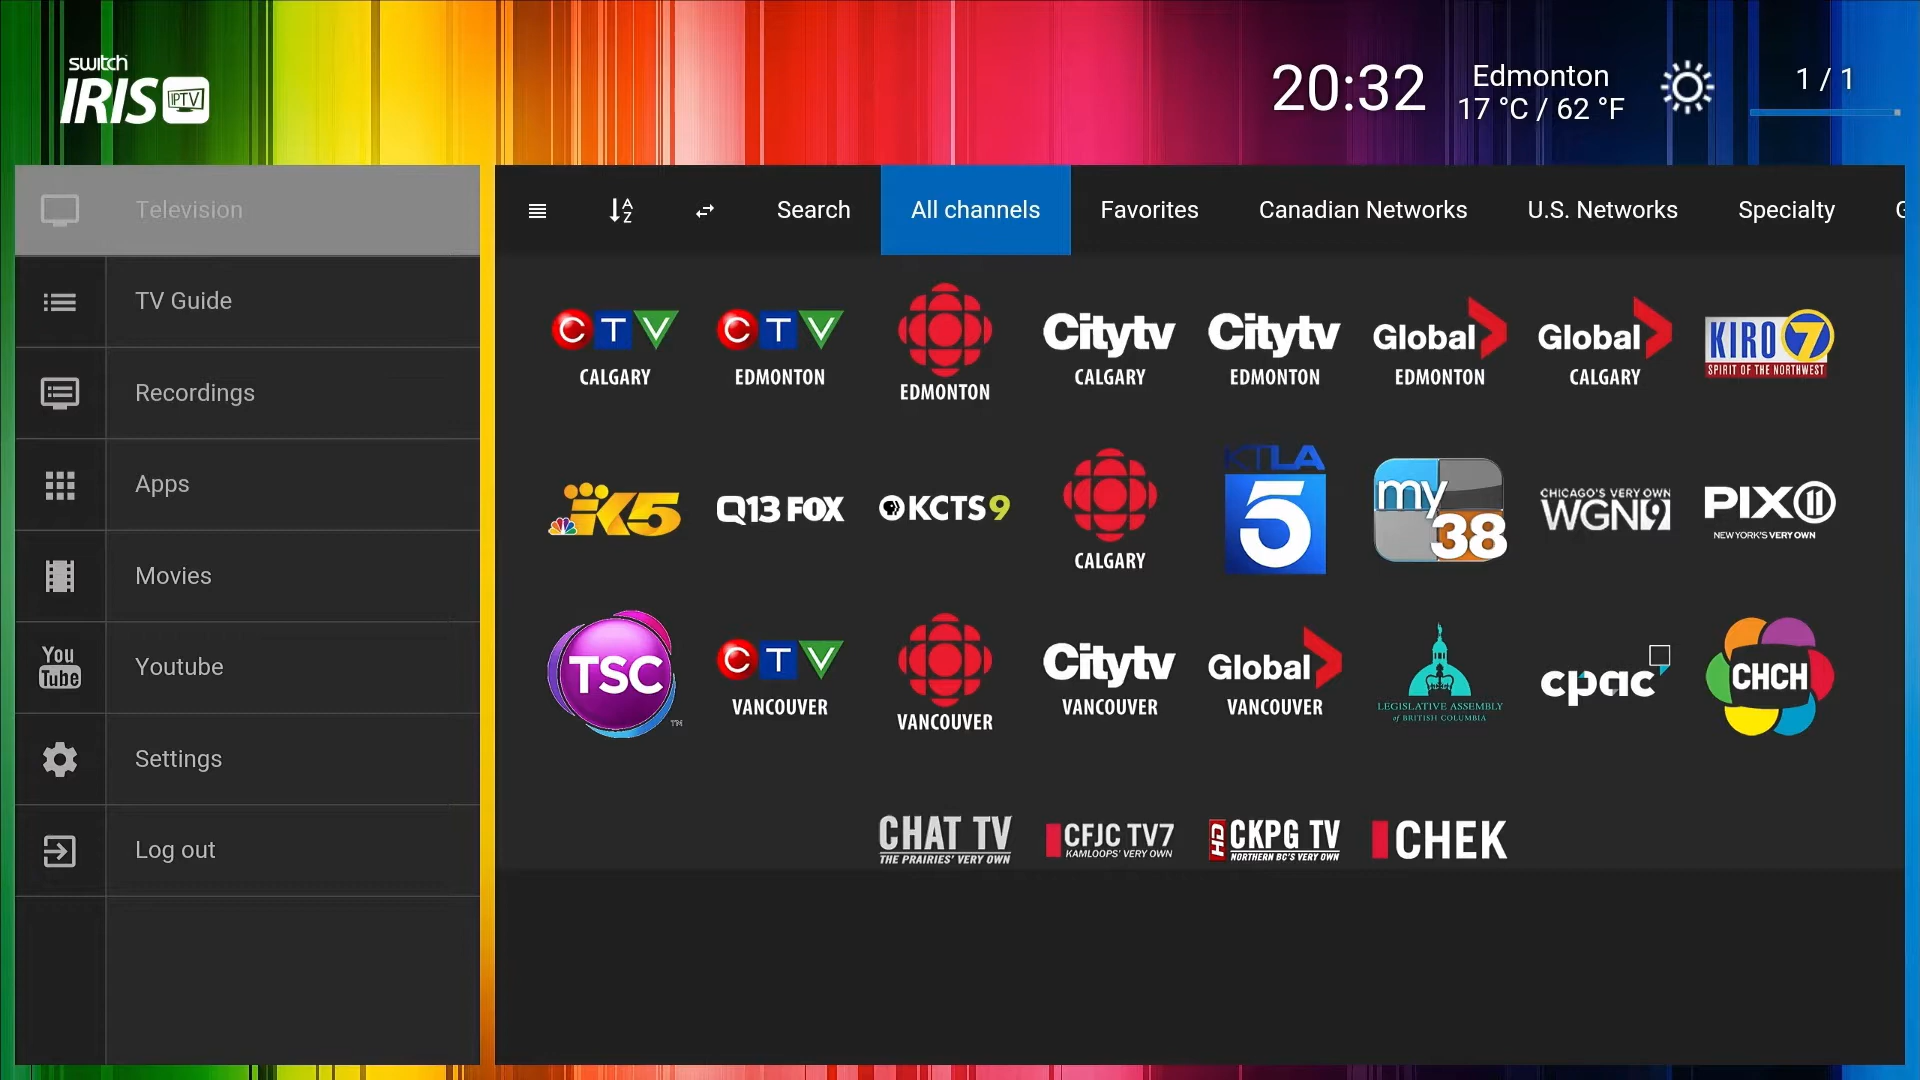 switch
IRIS IPTV
20:32
Edmonton
17 °C / 62 °F
1 / 1
Television
TV Guide
Recordings
Apps
Movies
You Tube
Youtube
Settings
Log out
A Z
Search
All channels
Favorites
Canadian Networks
U.S. Networks
Specialty
CTV CALGARY
CTV EDMONTON
EDMONTON
Citytv CALGARY
Citytv EDMONTON
Global EDMONTON
Global CALGARY
KIRO 7 SPIRIT OF THE NORTHWEST
K5
Q13 FOX
KCTS 9
CALGARY
KTLA 5
my 38
CHICAGO'S VERY OWN WGN 9
PIX 11 NEW YORK'S VERY OWN
TSC TM
CTV VANCOUVER
VANCOUVER
Citytv VANCOUVER
Global VANCOUVER
LEGISLATIVE ASSEMBLY of BRITISH COLUMBIA
cpac
CHCH
CHAT TV THE PRAIRIES' VERY OWN
CFJC TV7 KAMLOOPS' VERY OWN
HD CKPG TV NORTHERN BC'S VERY OWN
CHEK